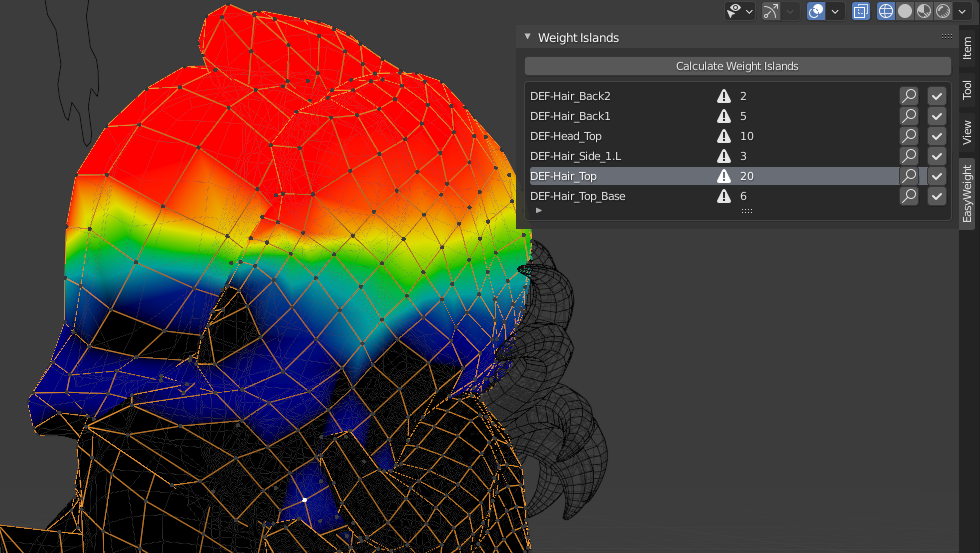 Weight Islands
Calculate Weight Islands
DEF-Hair_Back2 2
DEF-Hair_Back1 5
DEF-Head_Top 10
DEF-Hair_Side_1.L 3
DEF-Hair_Top 20
DEF-Hair_Top_Base 6
Item
Tool
View
EasyWeight